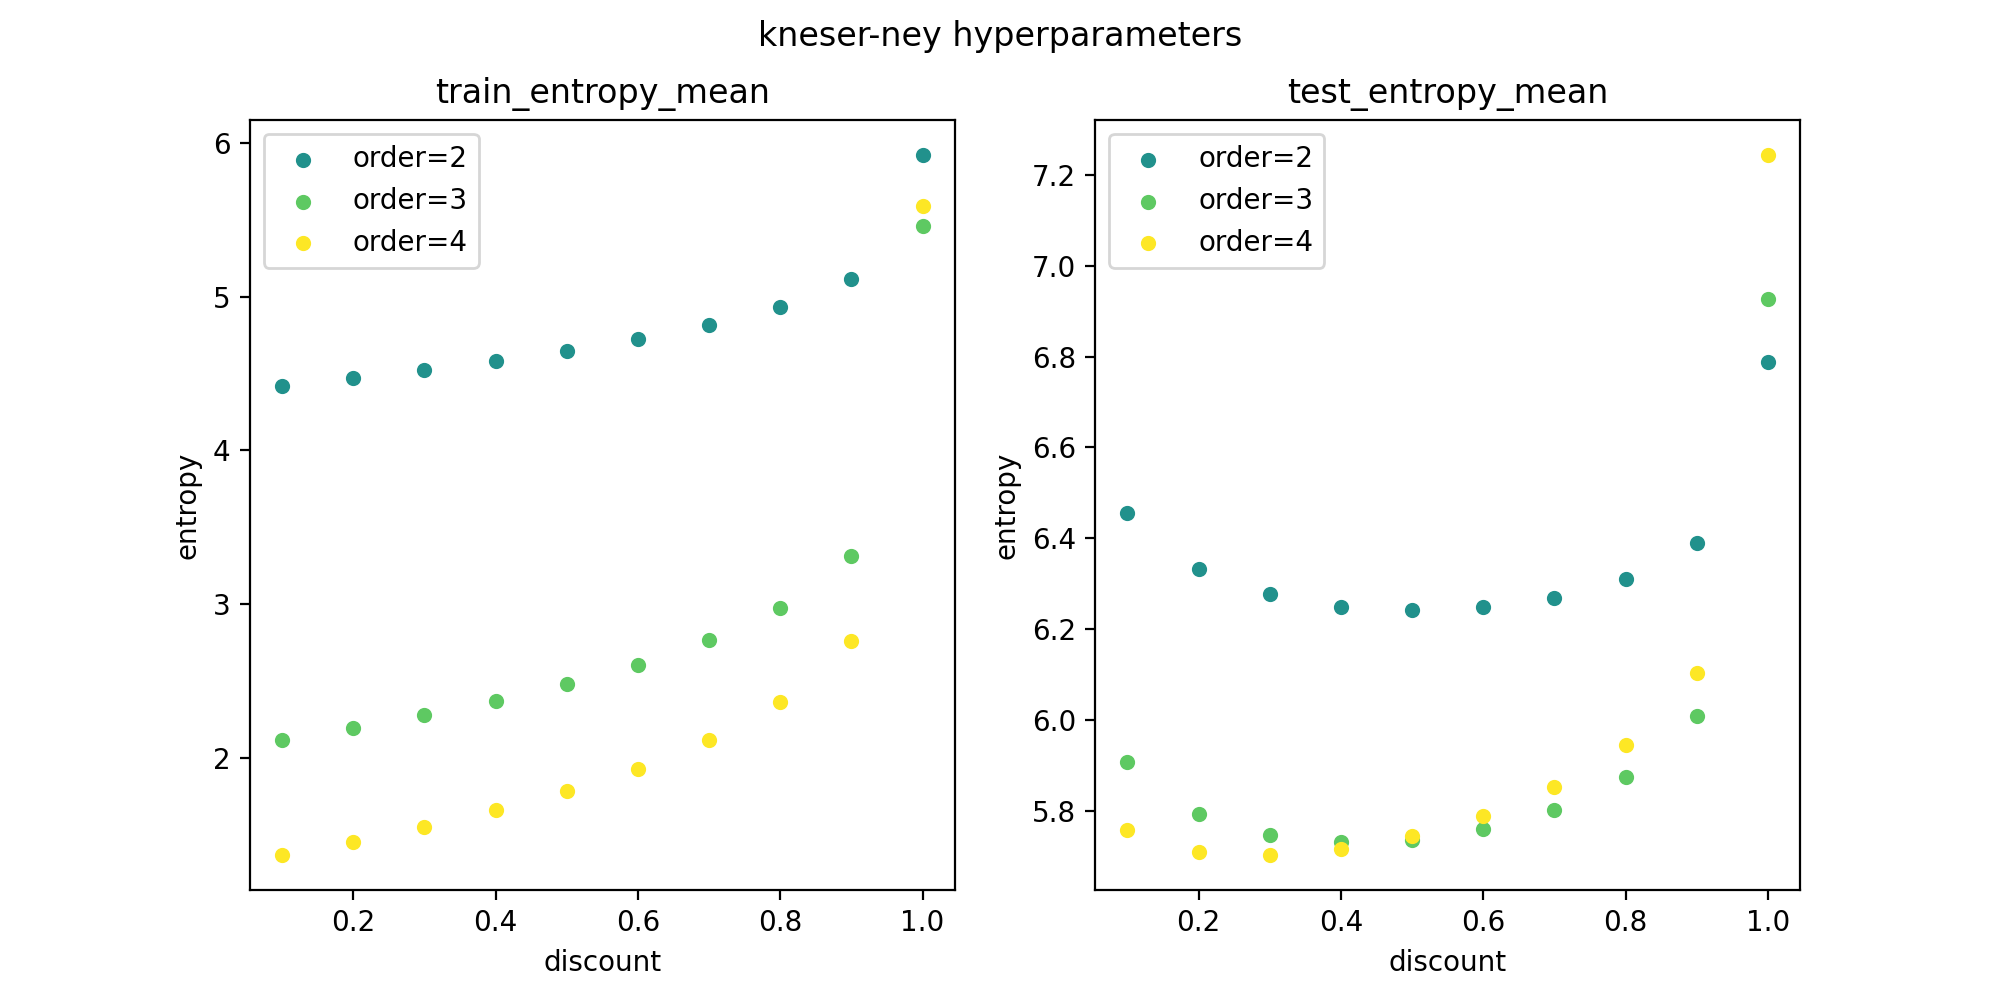 kneser-ney hyperparameters
train_entropy_mean
order=2
order=3
order=4
6
5
4
3
2
entropy
0.2 0.4 0.6 0.8 1.0
discount
test_entropy_mean
order=2
order=3
order=4
7.2
7.0
6.8
6.6
6.4
6.2
6.0
5.8
entropy
0.2 0.4 0.6 0.8 1.0
discount